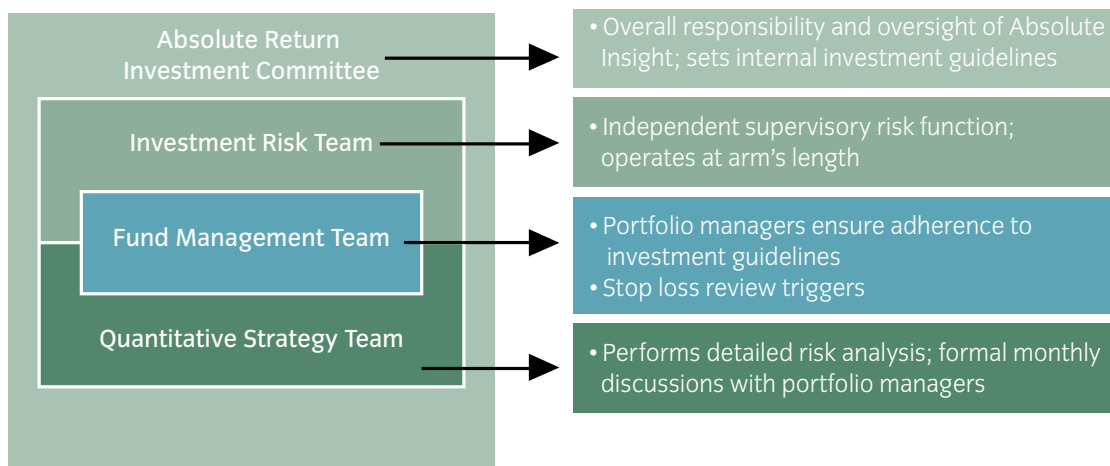 Absolute Return
Investment Committee
• Overall responsibility and oversight of Absolute
Insight; sets internal investment guidelines
Investment Risk Team
• Independent supervisory risk function;
operates at arm’s length
Fund Management Team
• Portfolio managers ensure adherence to
investment guidelines
• Stop loss review triggers
Quantitative Strategy Team
• Performs detailed risk analysis; formal monthly
discussions with portfolio managers